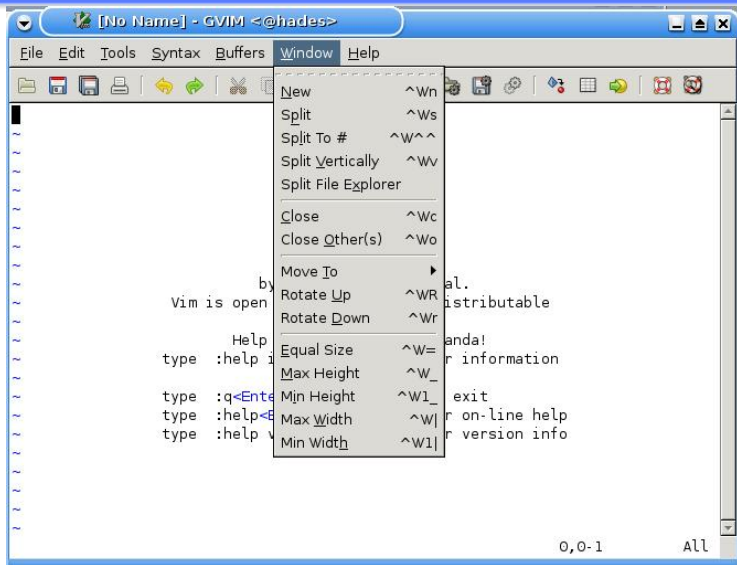 [No Name] - GVIM <@hades>
File Edit Tools Syntax Buffers Window Help
New ^Wn
Split ^Ws
Split To # ^W^^
Split Vertically ^Wv
Split File Explorer
Close ^Wc
Close Other(s) ^Wo
Move To
Rotate Up ^WR
Rotate Down ^Wr
Equal Size ^W=
Max Height ^W_
Min Height ^W1_
Max Width ^W|
Min Width ^W1|
~
~
~
~
~
~
~
~
~ by al.
~ Vim is open istributable
~
~ Help anda!
~ type :help r information
~
~ type :q<Ente exit
~ type :help< r on-line help
~ type :help r version info
~
~
~
~
~
0,0-1 All